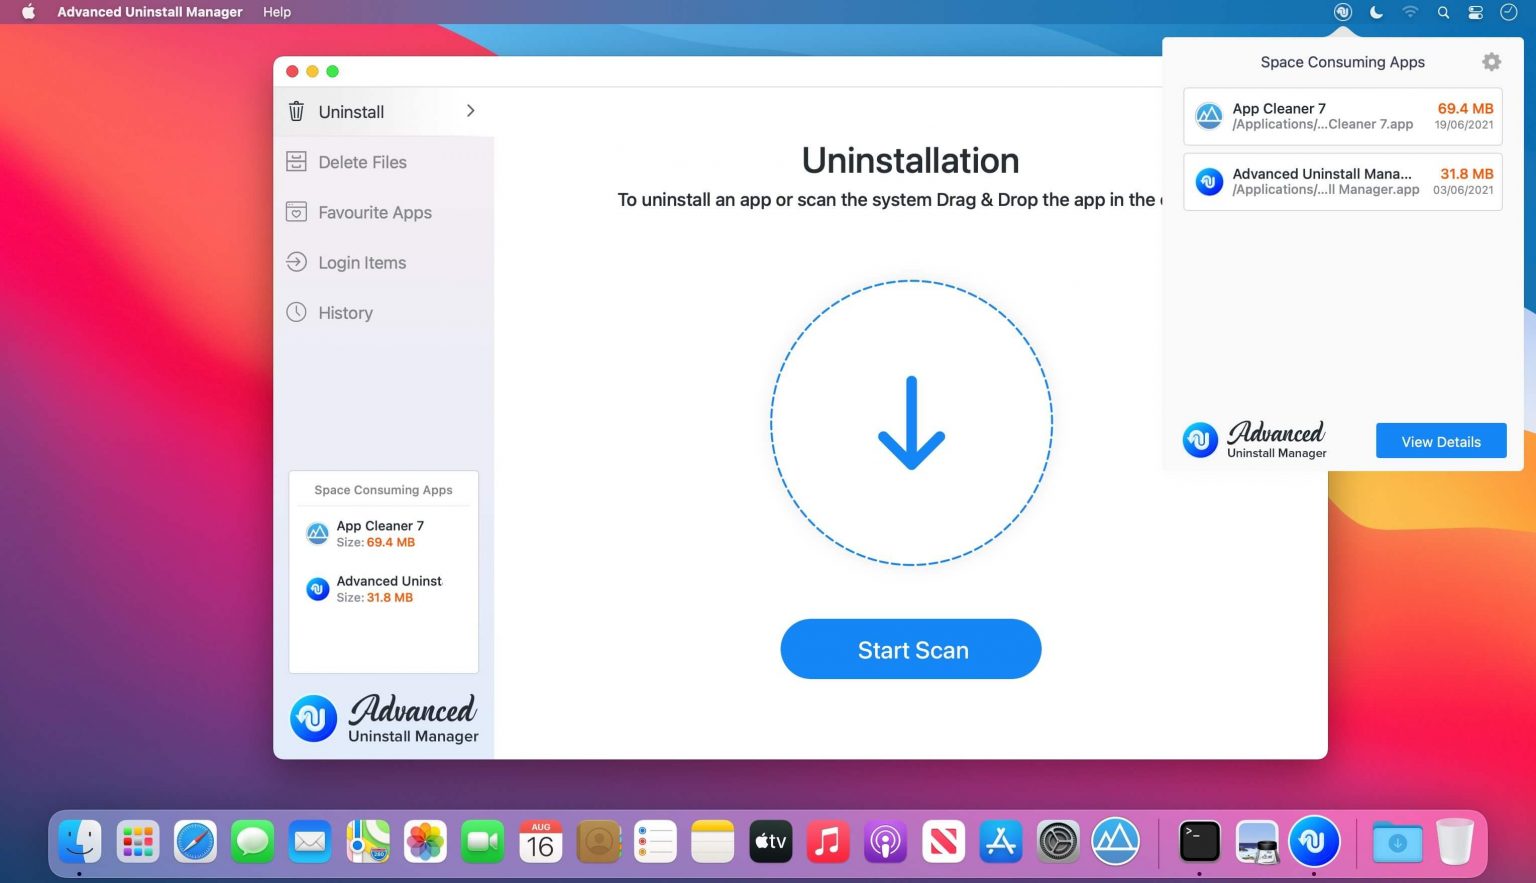 Advanced Uninstall Manager Help
Uninstall
Delete Files
Favourite Apps
Login Items
History
Space Consuming Apps
App Cleaner 7
Size: 69.4 MB
Advanced Uninst
Size: 31.8 MB
Advanced
Uninstall Manager
Uninstallation
To uninstall an app or scan the system Drag & Drop the app in the
Start Scan
Space Consuming Apps
App Cleaner 7 69.4 MB
/Applications/...Cleaner 7.app 19/06/2021
Advanced Uninstall Mana... 31.8 MB
/Applications/...ll Manager.app 03/06/2021
Advanced
Uninstall Manager
View Details
AUG
16
tv
>_